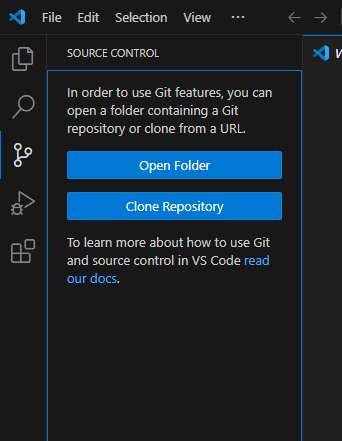 File Edit Selection View ...
SOURCE CONTROL
In order to use Git features, you can
open a folder containing a Git
repository or clone from a URL.
Open Folder
Clone Repository
To learn more about how to use Git
and source control in VS Code read
our docs.